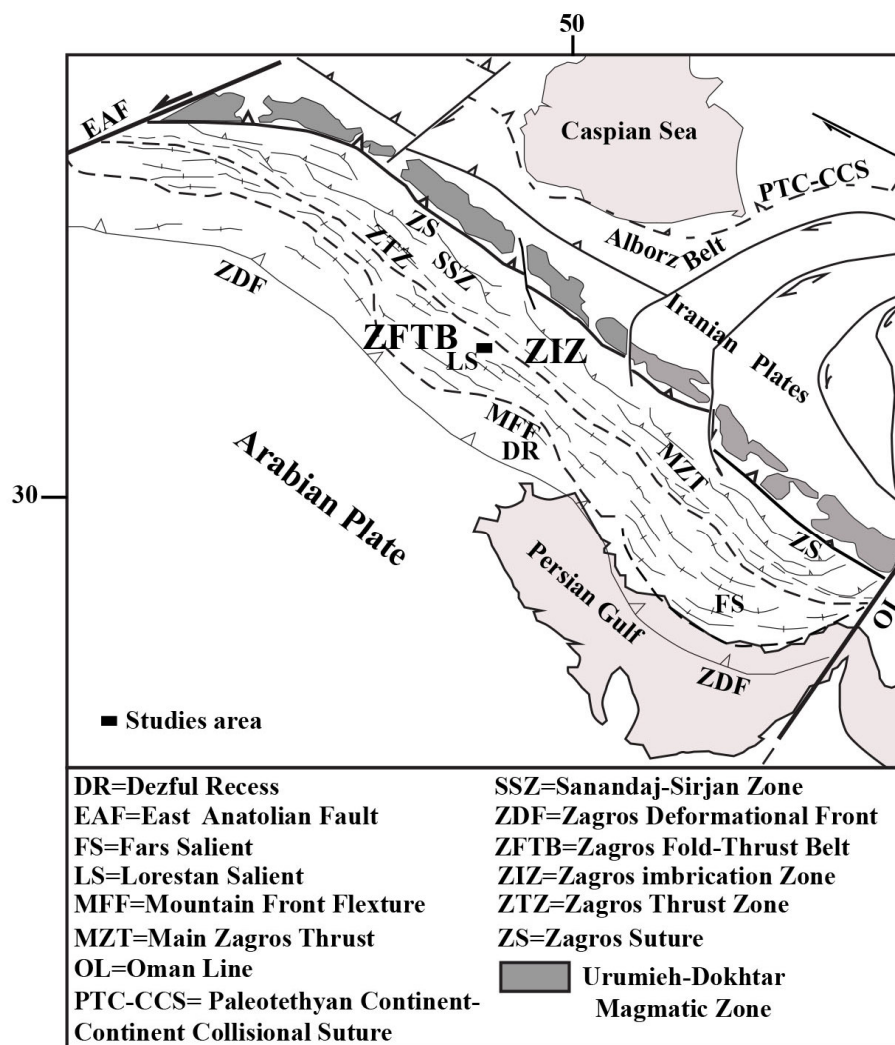 50
EAF
Caspian Sea
PTC-CCS
ZS
Alborz Belt
ZTZ
SSZ
ZDF
Iranian Plates
ZFTB
ZIZ
LS
MFF
DR
Arabian Plate
MZT
30
ZS
Persian Gulf
FS
OL
ZDF
Studies area
DR=Dezful Recess
EAF=East Anatolian Fault
FS=Fars Salient
LS=Lorestan Salient
MFF=Mountain Front Flexture
MZT=Main Zagros Thrust
OL=Oman Line
PTC-CCS= Paleotethyan Continent-
Continent Collisional Suture
SSZ=Sanandaj-Sirjan Zone
ZDF=Zagros Deformational Front
ZFTB=Zagros Fold-Thrust Belt
ZIZ=Zagros imbrication Zone
ZTZ=Zagros Thrust Zone
ZS=Zagros Suture
Urumieh-Dokhtar
Magmatic Zone